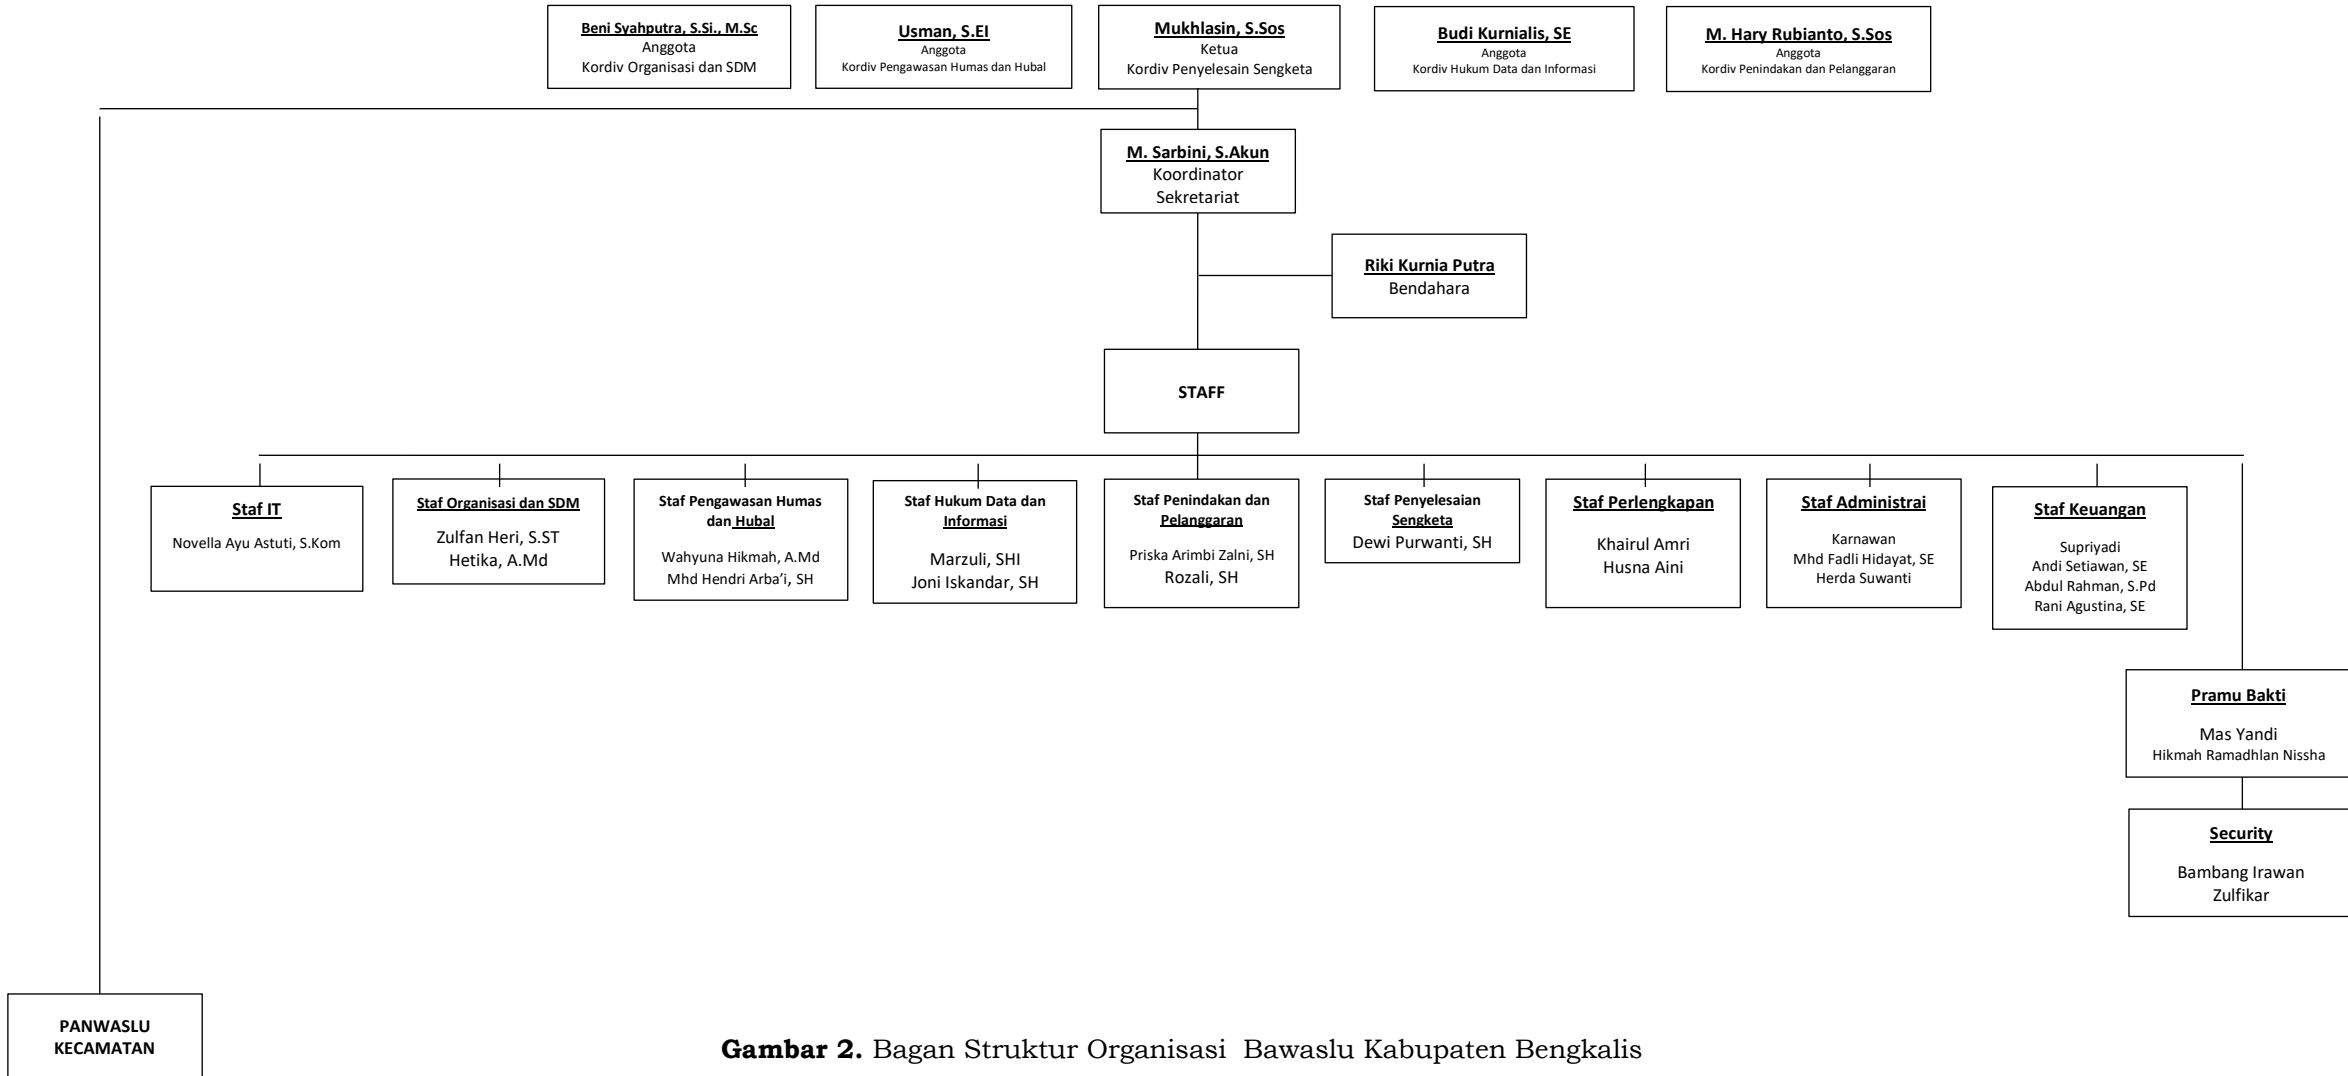 Beni Syahputra, S.Si., M.Sc
Anggota
Kordiv Organisasi dan SDM
Usman, S.EI
Anggota
Kordiv Pengawasan Humas dan Hubal
Mukhlasin, S.Sos
Ketua
Kordiv Penyelesain Sengketa
Budi Kurnialis, SE
Anggota
Kordiv Hukum Data dan Informasi
M. Hary Rubianto, S.Sos
Anggota
Kordiv Penindakan dan Pelanggaran
M. Sarbini, S.Akun
Koordinator
Sekretariat
Riki Kurnia Putra
Bendahara
STAFF
Staf IT
Novella Ayu Astuti, S.Kom
Staf Organisasi dan SDM
Zulfan Heri, S.ST
Hetika, A.Md
Staf Pengawasan Humas
dan Hubal
Wahyuna Hikmah, A.Md
Mhd Hendri Arba’i, SH
Staf Hukum Data dan
Informasi
Marzuli, SHI
Joni Iskandar, SH
Staf Penindakan dan
Pelanggaran
Priska Arimbi Zalni, SH
Rozali, SH
Staf Penyelesaian
Sengketa
Dewi Purwanti, SH
Staf Perlengkapan
Khairul Amri
Husna Aini
Staf Administrai
Karnawan
Mhd Fadli Hidayat, SE
Herda Suwanti
Staf Keuangan
Supriyadi
Andi Setiawan, SE
Abdul Rahman, S.Pd
Rani Agustina, SE
Pramu Bakti
Mas Yandi
Hikmah Ramadhlan Nissha
Security
Bambang Irawan
Zulfikar
PANWASLU
KECAMATAN
Gambar 2. Bagan Struktur Organisasi Bawaslu Kabupaten Bengkalis